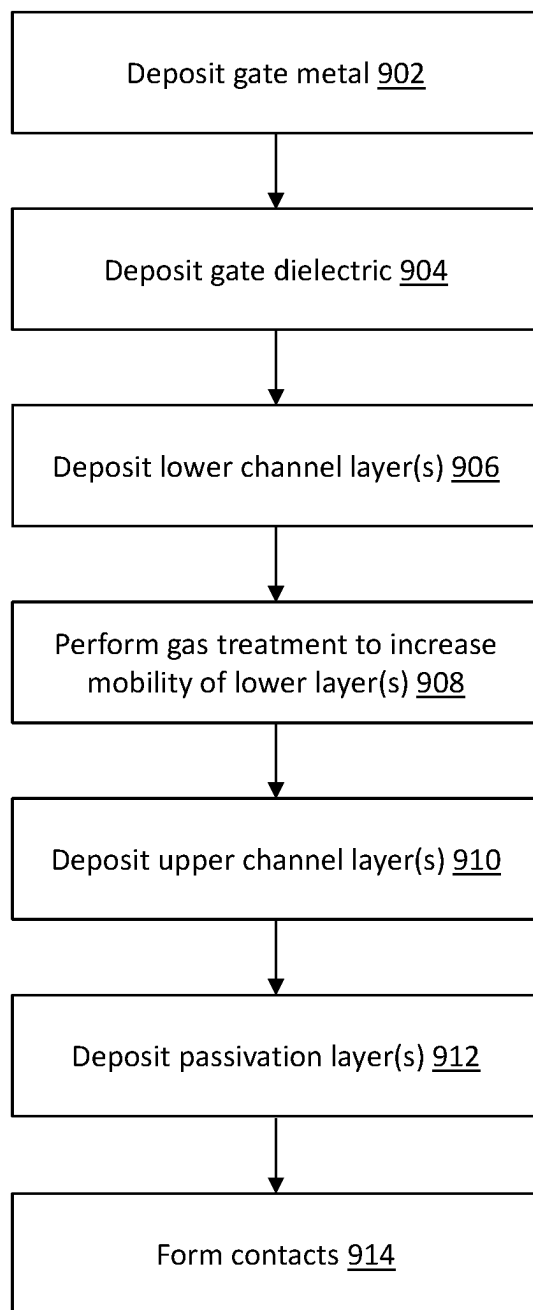 Deposit gate metal 902
Deposit gate dielectric 904
Deposit lower channel layer(s) 906
Perform gas treatment to increase
mobility of lower layer(s) 908
Deposit upper channel layer(s) 910
Deposit passivation layer(s) 912
Form contacts 914